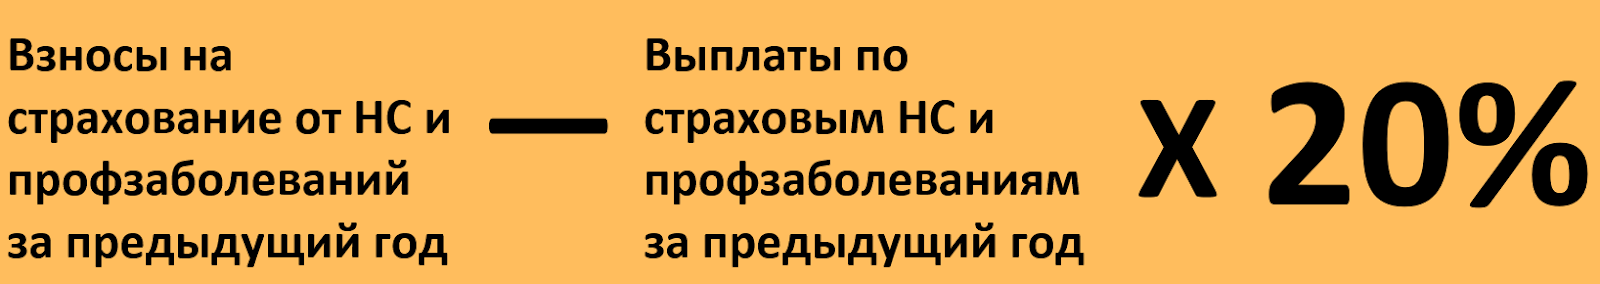 Взносы на
страхование от НС и
профзаболеваний
за предыдущий год
—
Выплаты по
страховым НС и
профзаболеваниям
за предыдущий год
X 20%